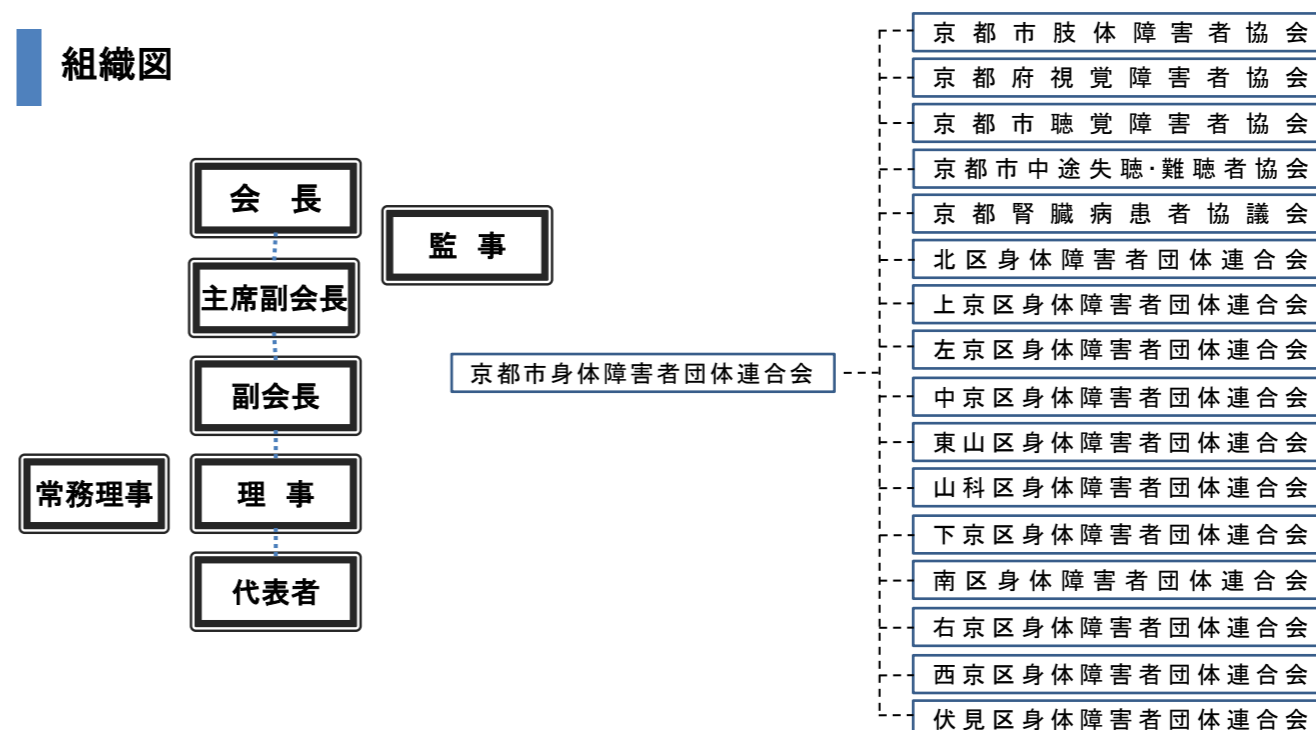 組織図
会 長
監 事
主席副会長
副会長
常務理事
理 事
代表者
京都市身体障害者団体連合会
京都市肢体障害者協会
京都府視覚障害者協会
京都市聴覚障害者協会
京都市中途失聴･難聴者協会
京都腎臓病患者協議会
北区身体障害者団体連合会
上京区身体障害者団体連合会
左京区身体障害者団体連合会
中京区身体障害者団体連合会
東山区身体障害者団体連合会
山科区身体障害者団体連合会
下京区身体障害者団体連合会
南区身体障害者団体連合会
右京区身体障害者団体連合会
西京区身体障害者団体連合会
伏見区身体障害者団体連合会